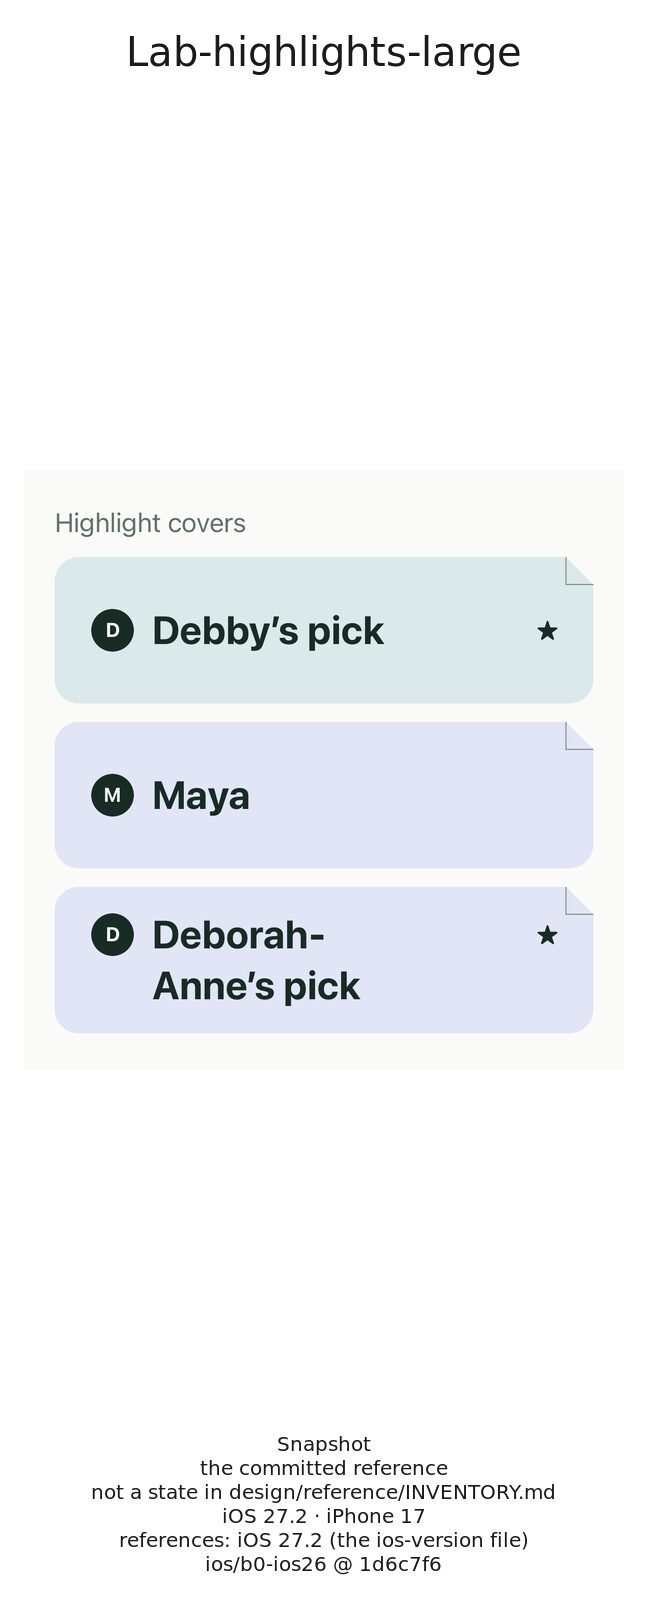 Lab-highlights-large
Highlight covers
D Debby’s pick
M Maya
D Deborah-
Anne’s pick
Snapshot
the committed reference
not a state in design/reference/INVENTORY.md
iOS 27.2 · iPhone 17
references: iOS 27.2 (the ios-version file)
ios/b0-ios26 @ 1d6c7f6